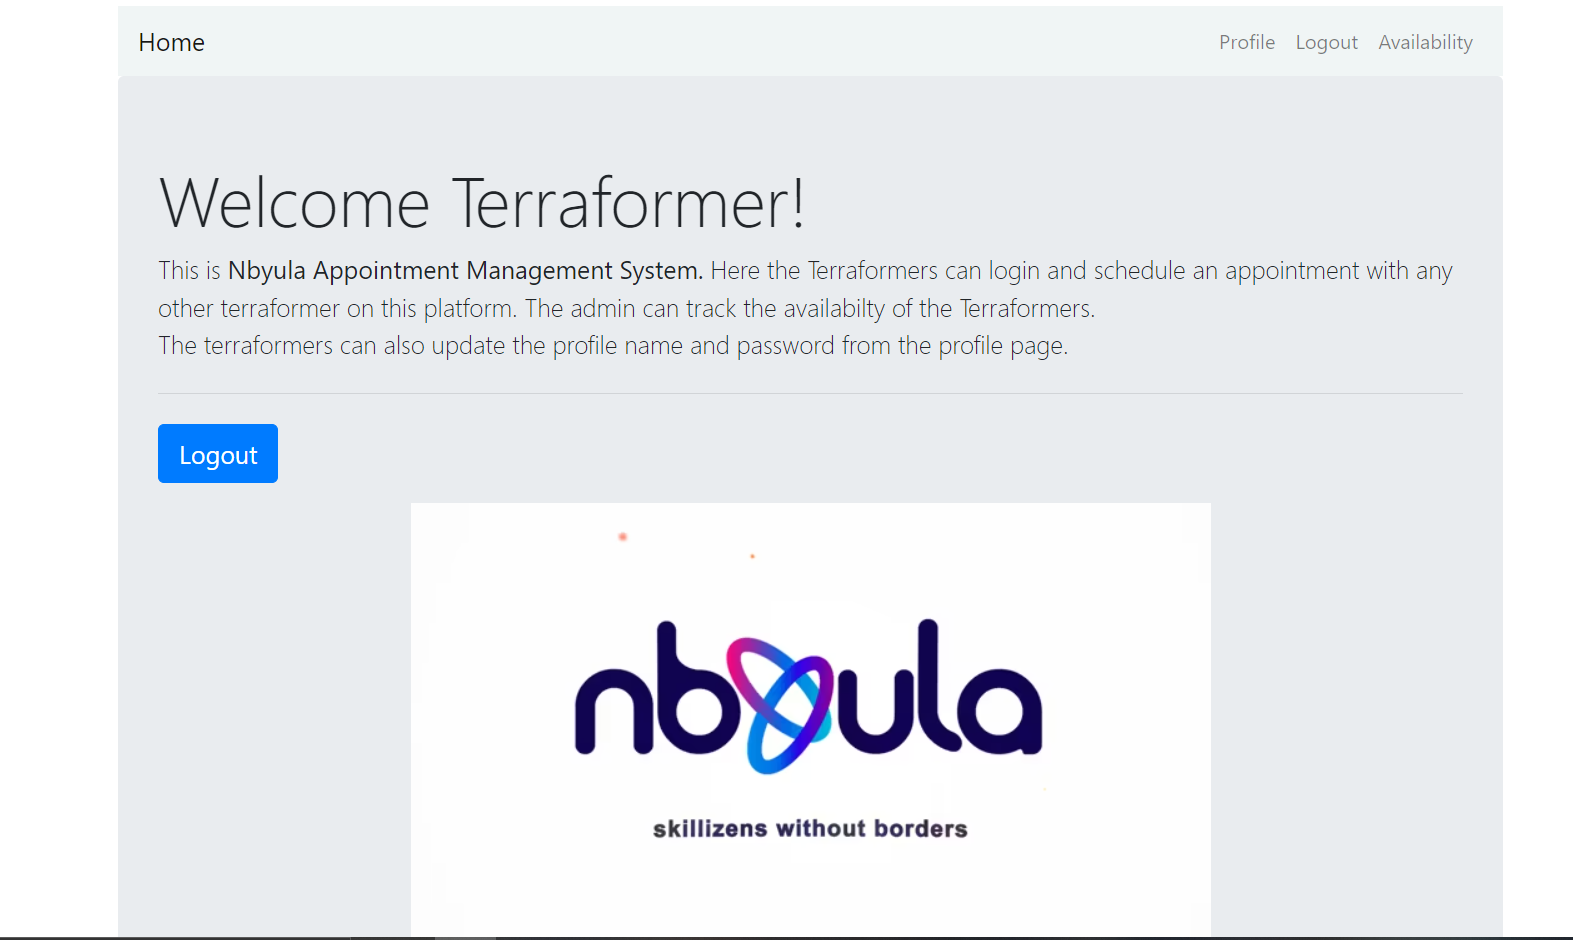 Home
Profile Logout Availability
Welcome Terraformer!
This is Nbyula Appointment Management System. Here the Terraformers can login and schedule an appointment with any
other terraformer on this platform. The admin can track the availabilty of the Terraformers.
The terraformers can also update the profile name and password from the profile page.
Logout
nbyula
skillizens without borders